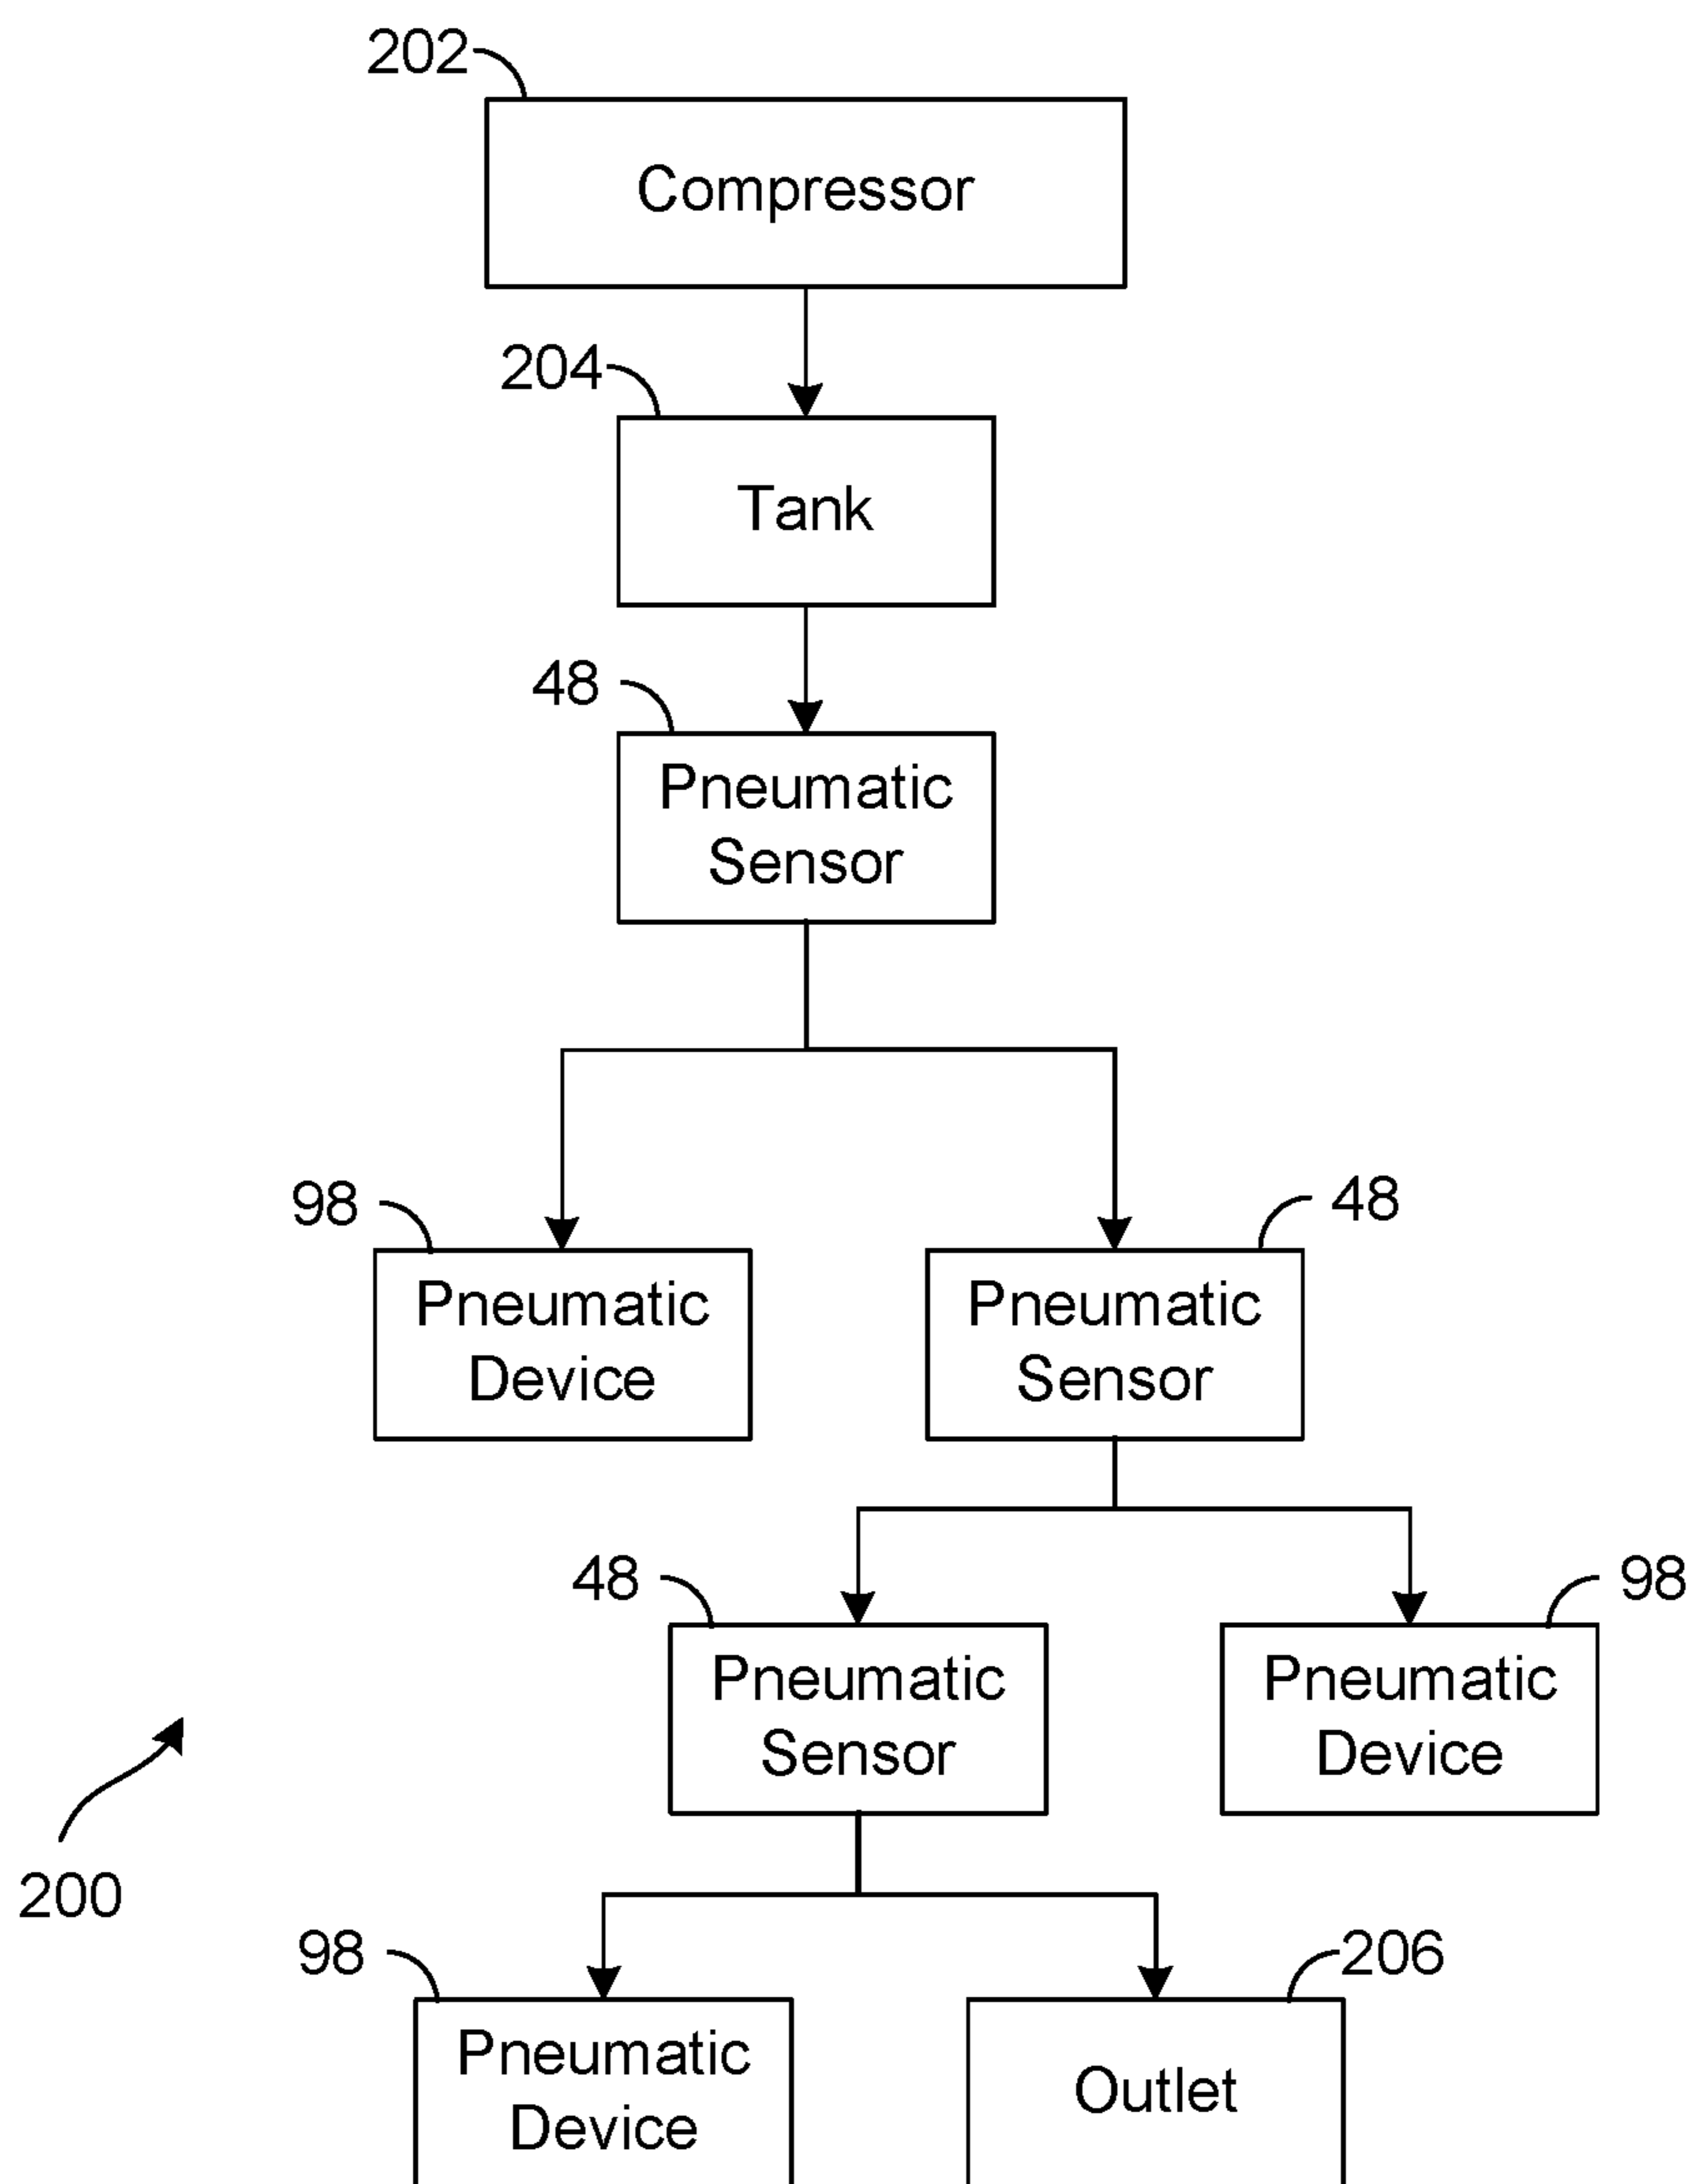 202
Compressor
204
Tank
48
Pneumatic
Sensor
98
Pneumatic
Device
48
Pneumatic
Sensor
48
Pneumatic
Sensor
98
Pneumatic
Device
200
98
Pneumatic
Device
206
Outlet